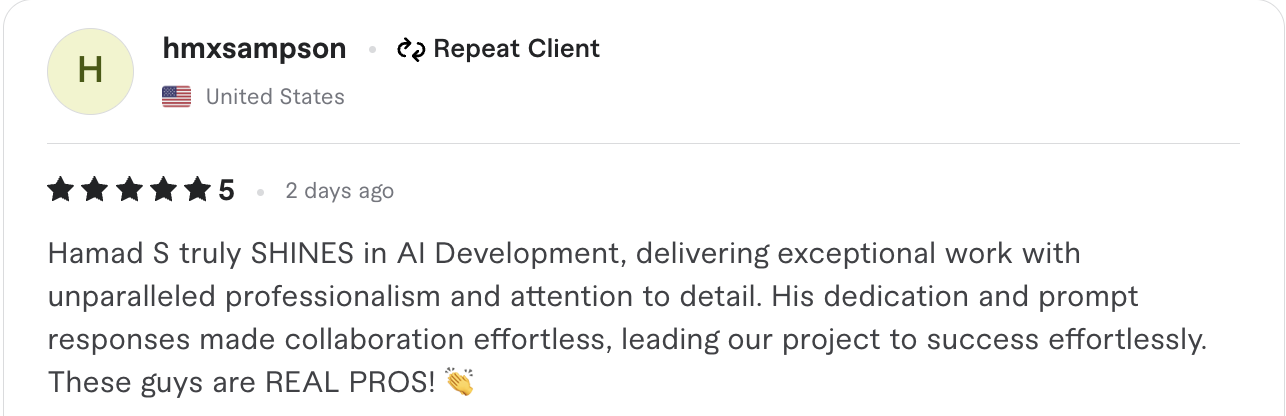 H
hmxsampson • Repeat Client
United States
5 • 2 days ago
Hamad S truly SHINES in AI Development, delivering exceptional work with
unparalleled professionalism and attention to detail. His dedication and prompt
responses made collaboration effortless, leading our project to success effortlessly.
These guys are REAL PROS! 👏